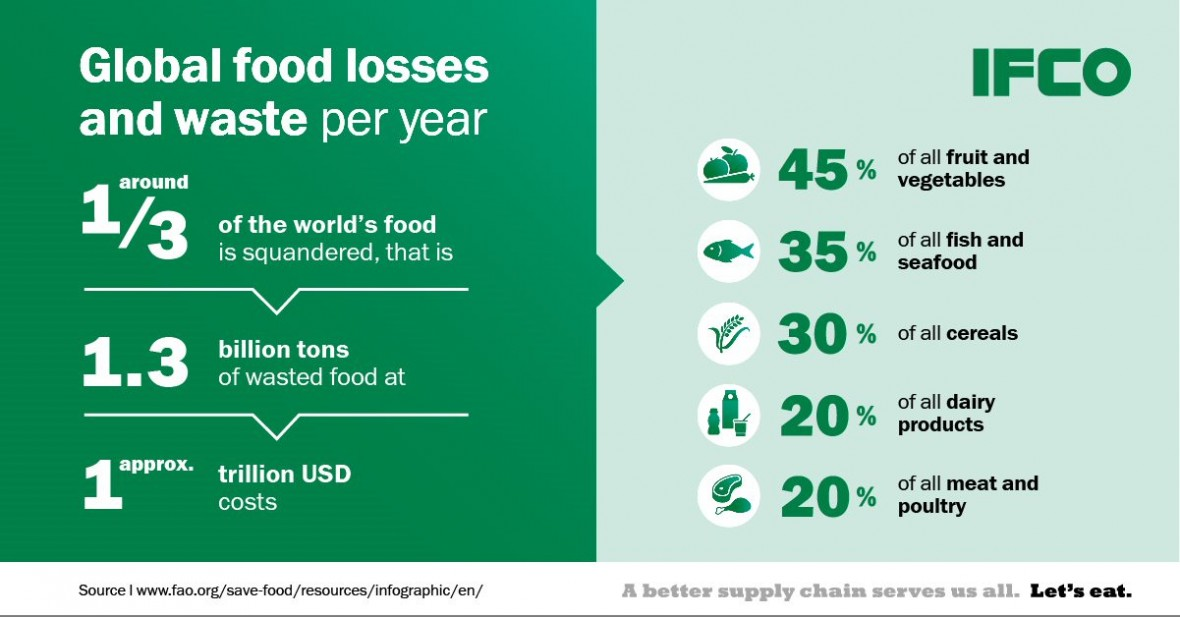 Global food losses
and waste per year
around
1/3
of the world's food
is squandered, that is
1.3
billion tons
of wasted food at
1 approx.
trillion USD
costs
IFCO
45 % of all fruit and
vegetables
35 % of all fish and
seafood
30 % of all cereals
20 % of all dairy
products
20 % of all meat and
poultry
Source | www.fao.org/save-food/resources/infographic/en/
A better supply chain serves us all. Let's eat.